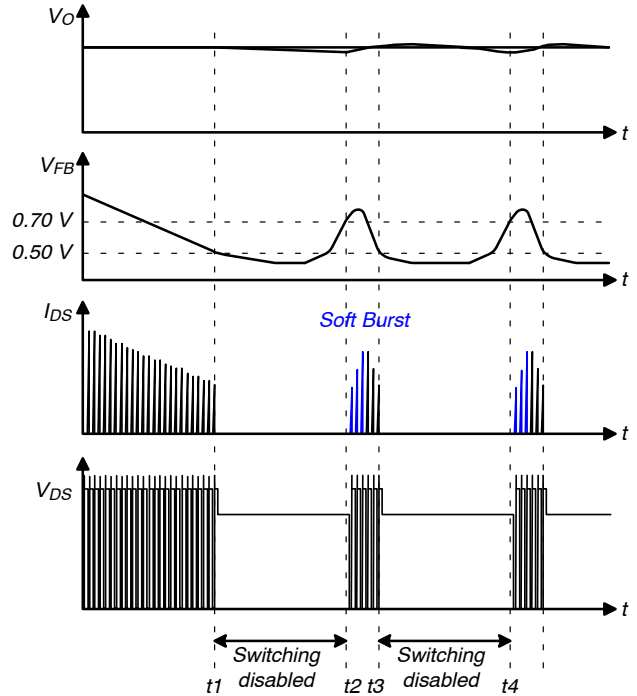 VO
t
VFB
0.70 V
0.50 V
t
IDS
Soft Burst
t
VDS
t
Switching
disabled
Switching
disabled
t1
t2 t3
t4